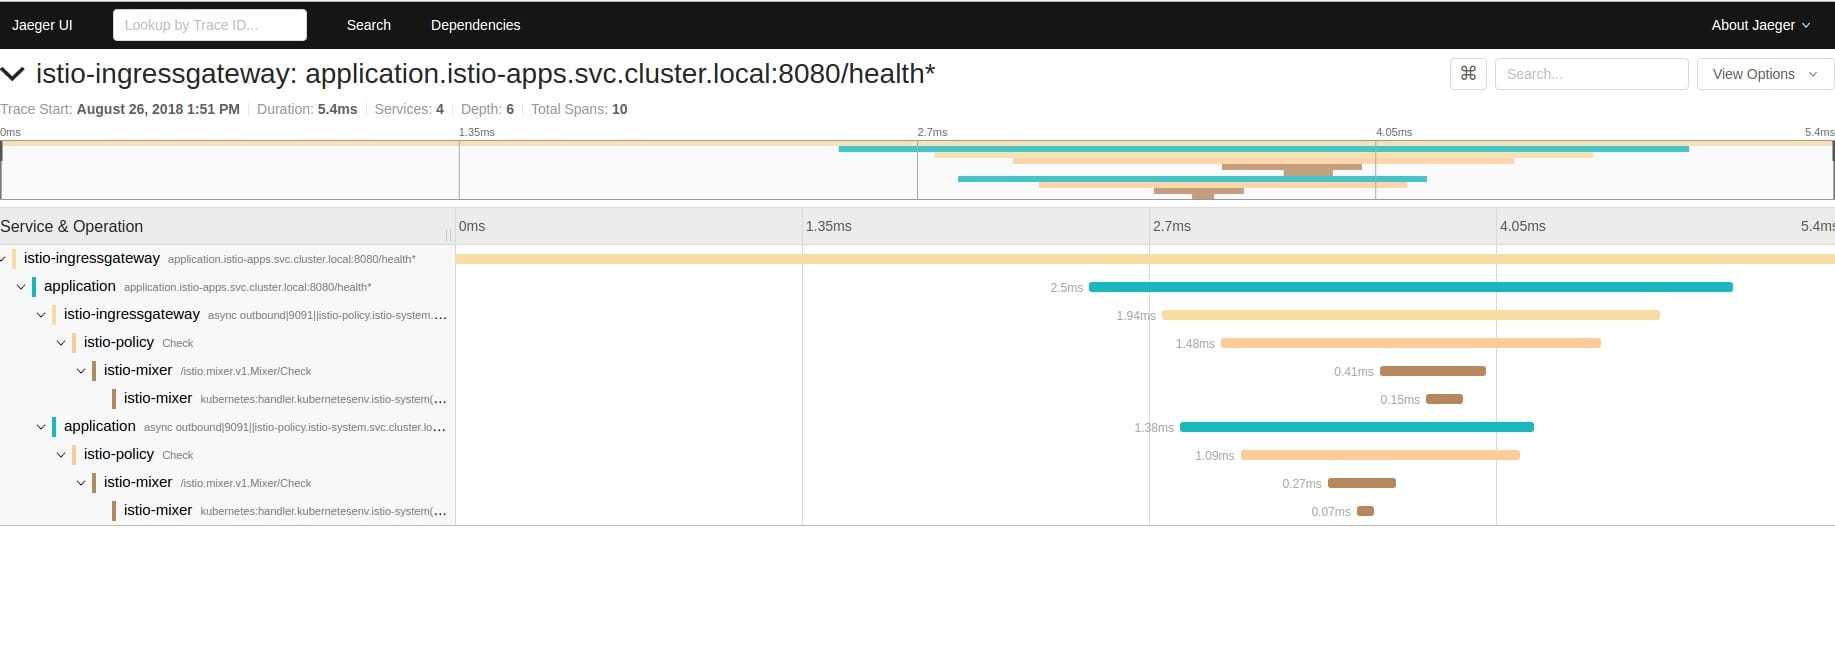 Jaeger UI Lookup by Trace ID... Search Dependencies About Jaeger
istio-ingressgateway: application.istio-apps.svc.cluster.local:8080/health* ⌘ Search... View Options
Trace Start: August 26, 2018 1:51 PM Duration: 5.4ms Services: 4 Depth: 6 Total Spans: 10
0ms 1.35ms 2.7ms 4.05ms 5.4ms
Service & Operation 0ms 1.35ms 2.7ms 4.05ms 5.4ms
istio-ingressgateway application.istio-apps.svc.cluster.local:8080/health*
application application.istio-apps.svc.cluster.local:8080/health* 2.5ms
istio-ingressgateway async outbound|9091||istio-policy.istio-system.... 1.94ms
istio-policy Check 1.48ms
istio-mixer /istio.mixer.v1.Mixer/Check 0.41ms
istio-mixer kubernetes:handler.kubernetesenv.istio-system(... 0.15ms
application async outbound|9091||istio-policy.istio-system.svc.cluster.lo... 1.38ms
istio-policy Check 1.09ms
istio-mixer /istio.mixer.v1.Mixer/Check 0.27ms
istio-mixer kubernetes:handler.kubernetesenv.istio-system(... 0.07ms